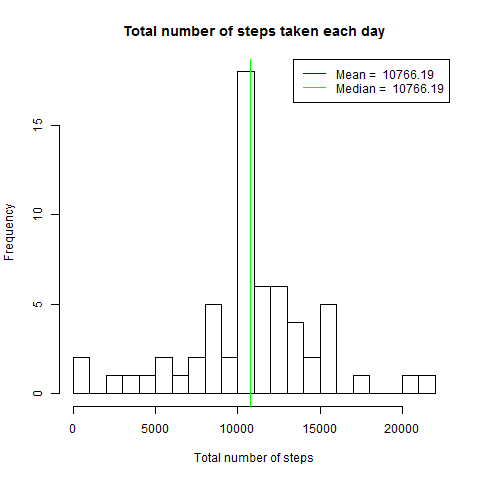 Total number of steps taken each day
Mean =  10766.19
Median =  10766.19
Frequency
15
10
5
0
0 5000 10000 15000 20000
Total number of steps